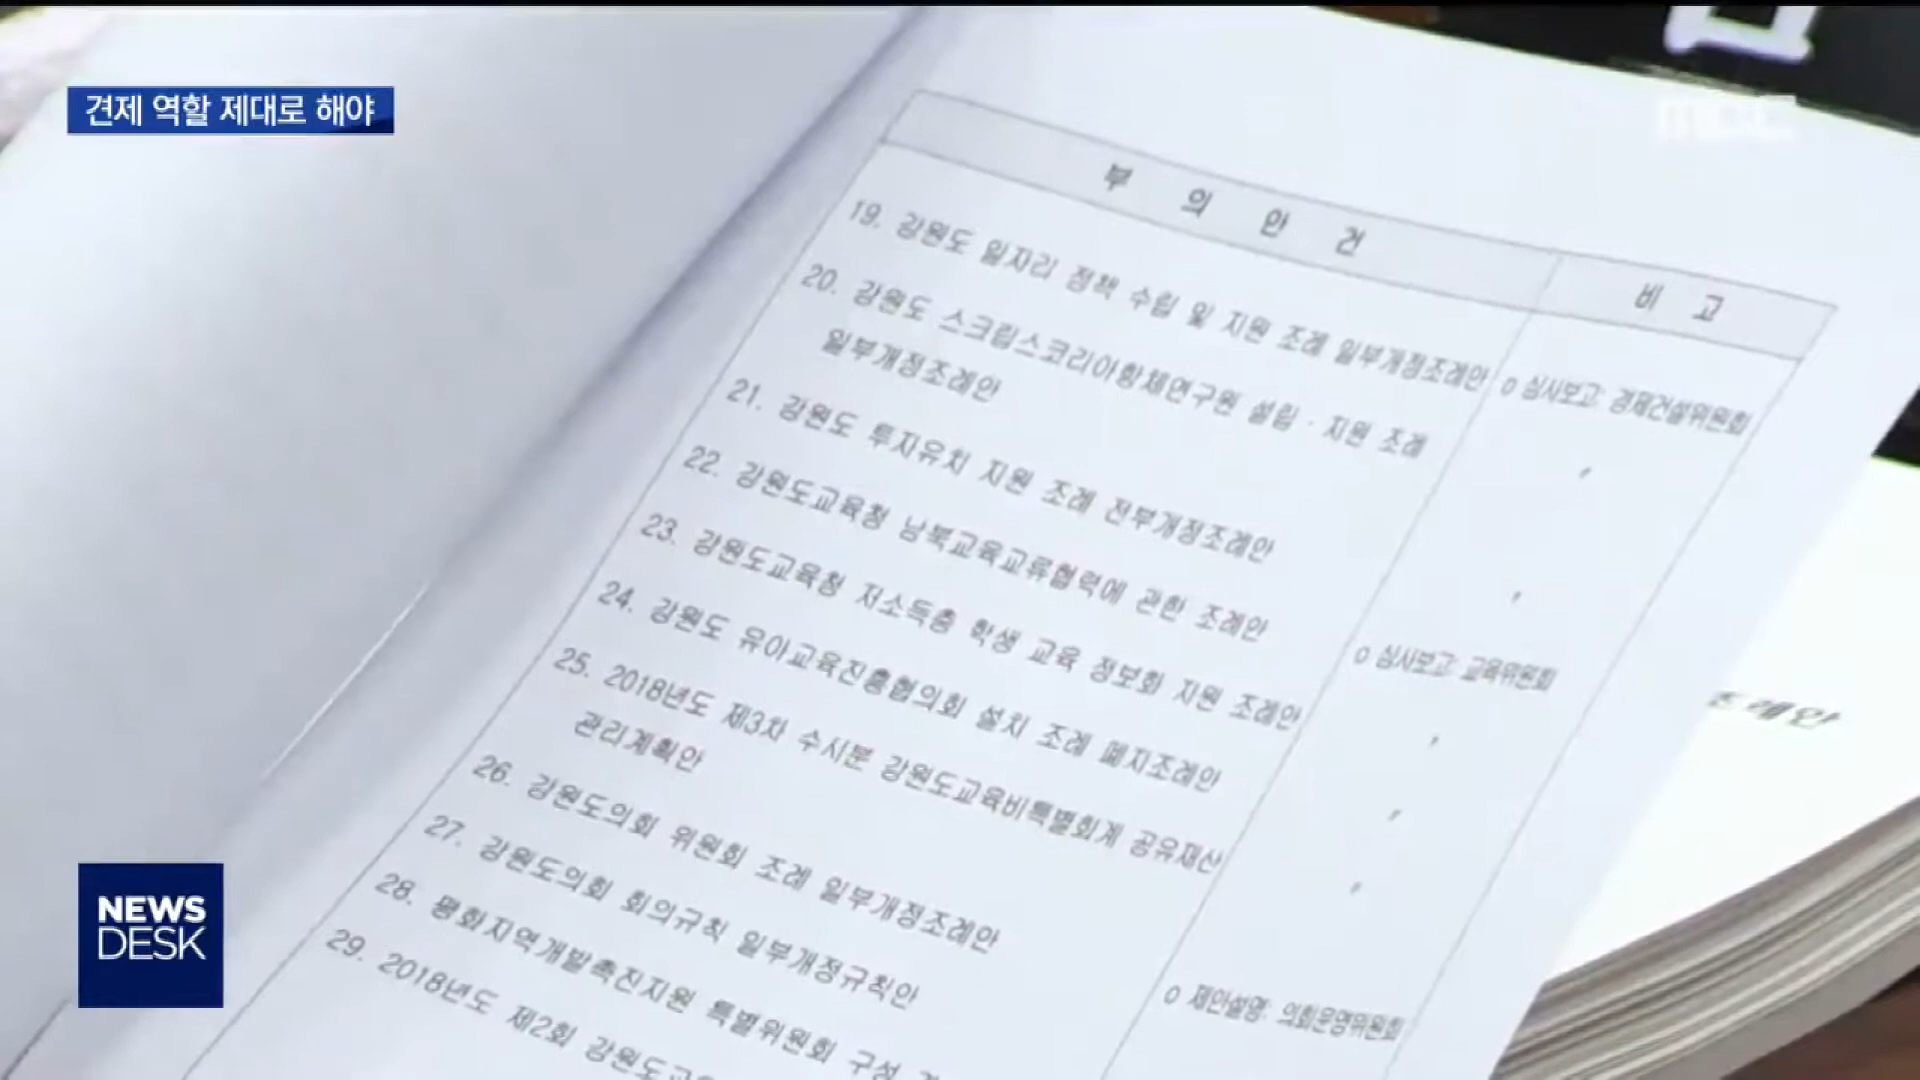 견제 역할 제대로 해야
mbc
부 의 안 건
비 고
19. 강원도 일자리 정책 수립 및 지원 조례 일부개정조례안
o 심사보고: 경제건설위원회
20. 강원도 스크립스코리아항체연구원 설립·지원 조례
〃
일부개정조례안
21. 강원도 투자유치 지원 조례 전부개정조례안
〃
22. 강원도교육청 남북교육교류협력에 관한 조례안
o 심사보고: 교육위원회
23. 강원도교육청 저소득층 학생 교육 정보화 지원 조례안
〃
24. 강원도 유아교육진흥협의회 설치 조례 폐지조례안
〃
25. 2018년도 제3차 수시분 강원도교육비특별회계 공유재산
〃
관리계획안
26. 강원도의회 위원회 조례 일부개정조례안
o 제안설명: 의회운영위원회
27. 강원도의회 회의규칙 일부개정규칙안
28. 평화지역개발촉진지원 특별위원회 구성
29. 2018년도 제2회 강원도교
조례안
NEWS
DESK